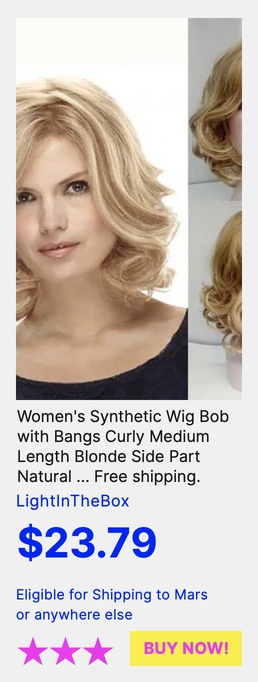 Women's Synthetic Wig Bob
with Bangs Curly Medium
Length Blonde Side Part
Natural ... Free shipping.
LightInTheBox
$23.79
Eligible for Shipping to Mars
or anywhere else
BUY NOW!